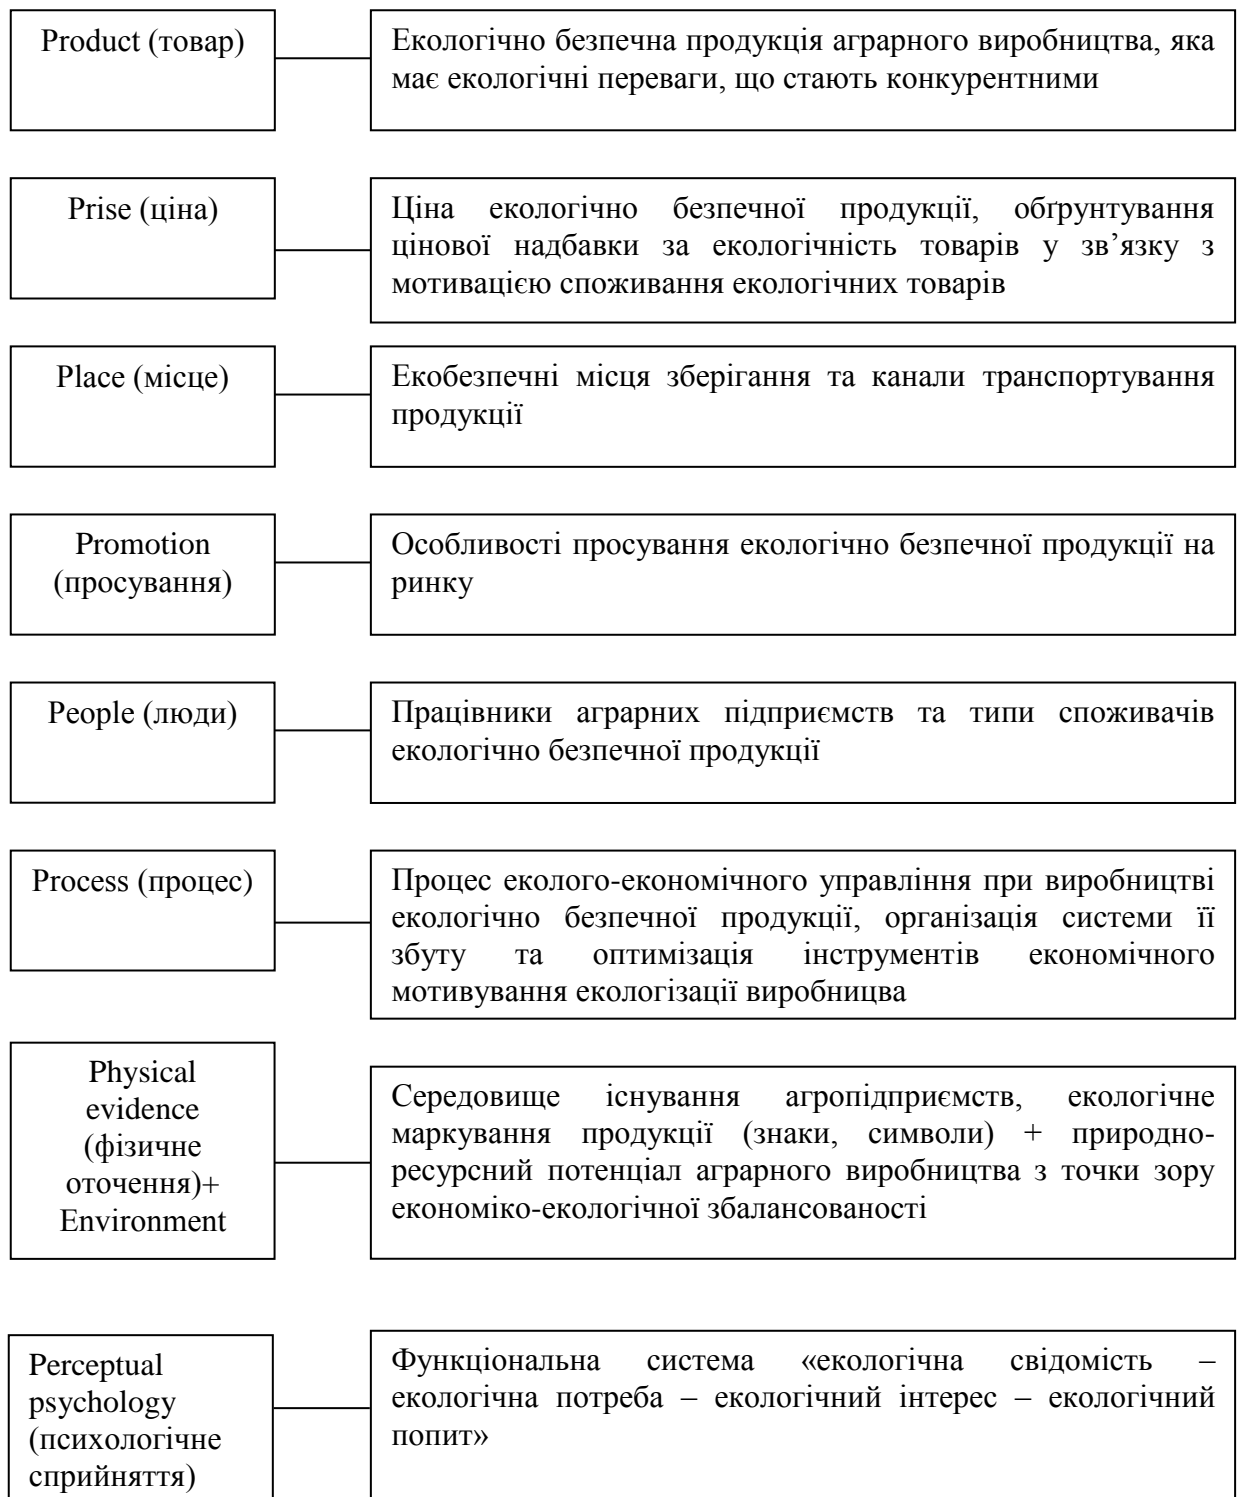 Product (товар)
Екологічно безпечна продукція аграрного виробництва, яка
має екологічні переваги, що стають конкурентними
Prise (ціна)
Ціна екологічно безпечної продукції, обґрунтування
цінової надбавки за екологічність товарів у зв’язку з
мотивацією споживання екологічних товарів
Place (місце)
Екобезпечні місця зберігання та канали транспортування
продукції
Promotion
(просування)
Особливості просування екологічно безпечної продукції на
ринку
People (люди)
Працівники аграрних підприємств та типи споживачів
екологічно безпечної продукції
Process (процес)
Процес еколого-економічного управління при виробництві
екологічно безпечної продукції, організація системи її
збуту та оптимізація інструментів економічного
мотивування екологізації виробницва
Physical
evidence
(фізичне
оточення)+
Environment
Середовище існування агропідприємств, екологічне
маркування продукції (знаки, символи) + природно-
ресурсний потенціал аграрного виробництва з точки зору
економіко-екологічної збалансованості
Perceptual
psychology
(психологічне
сприйняття)
Функціональна система «екологічна свідомість –
екологічна потреба – екологічний інтерес – екологічний
попит»